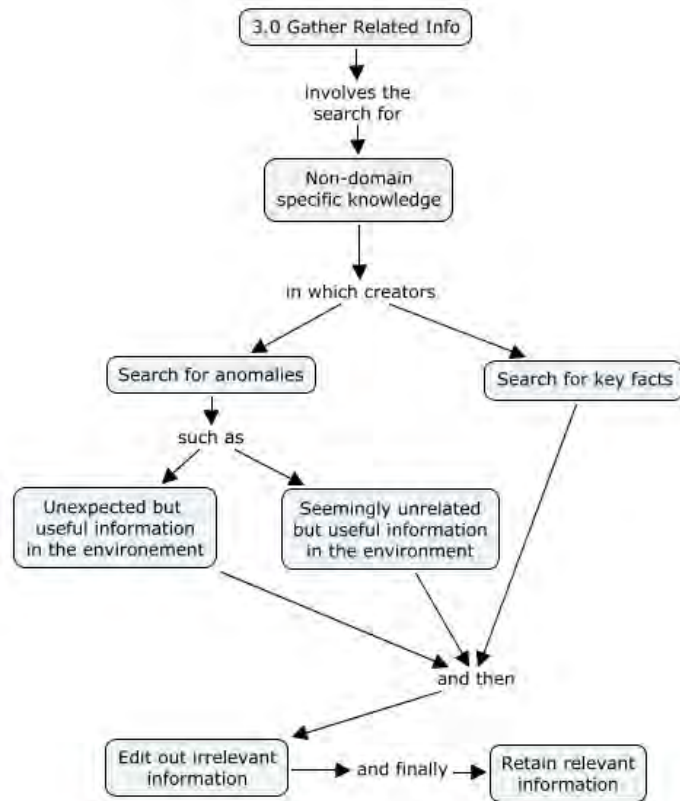 3.0 Gather Related Info
involves the
search for
Non-domain
specific knowledge
in which creators
Search for anomalies
Search for key facts
such as
Unexpected but
useful information
in the environement
Seemingly unrelated
but useful information
in the environment
and then
Edit out irrelevant
information
and finally
Retain relevant
information